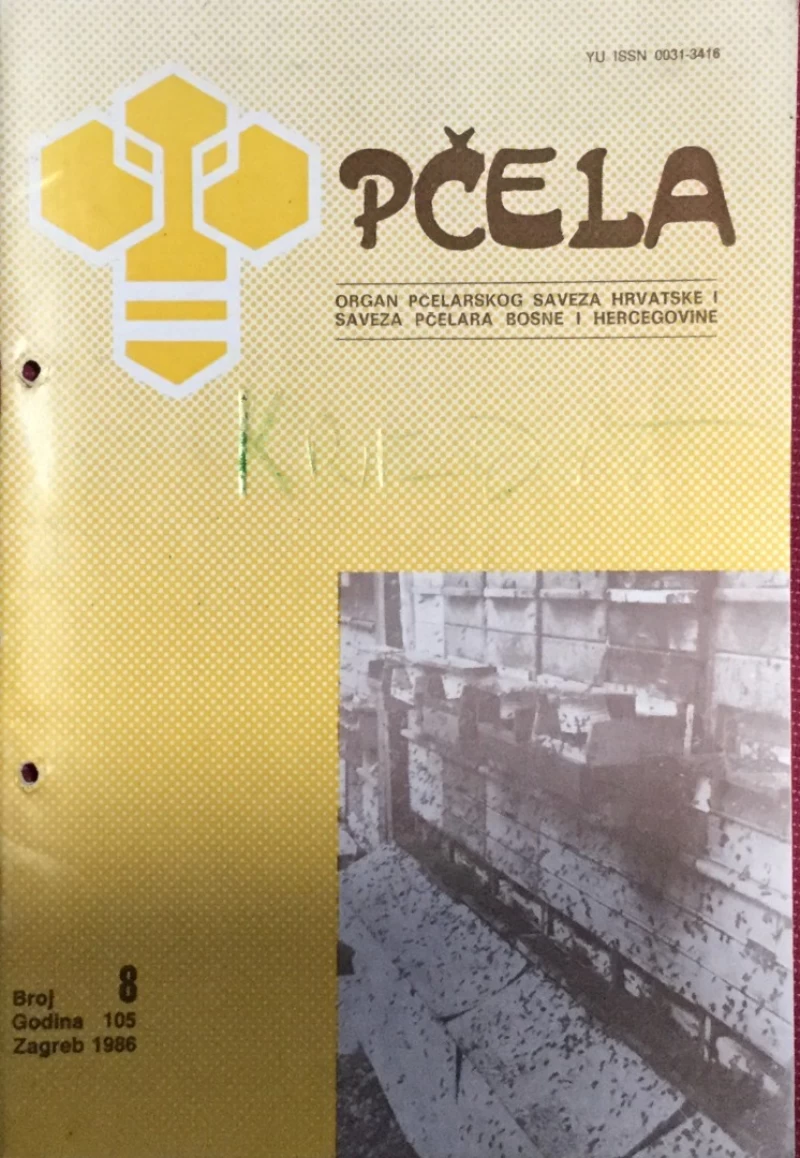 YU ISSN 0031-3416
PČELA
ORGAN PČELARSKOG SAVEZA HRVATSKE I
SAVEZA PČELARA BOSNE I HERCEGOVINE
Broj 8
Godina 105
Zagreb 1986